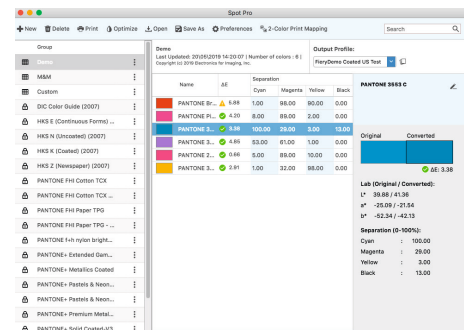 Spot Pro
New Delete Print Optimize Open Save As Preferences 2-Color Print Mapping Search
Group
Demo
M&M
Custom
DIC Color Guide (2007)
HKS E (Continuous Forms) ...
HKS N (Uncoated) (2007)
HKS K (Coated) (2007)
HKS Z (Newspaper) (2007)
PANTONE FHI Cotton TCX
PANTONE FHI Cotton TCX ...
PANTONE FHI Paper TPG
PANTONE FHI Paper TPG - ...
PANTONE f+h nylon bright...
PANTONE+ Extended Gam...
PANTONE+ Metallics Coated
PANTONE+ Pastels & Neon...
PANTONE+ Pastels & Neon...
PANTONE+ Premium Metal...
PANTONE+ Solid Coated-V3
Demo
Last Updated: 20\05\2019 14:20:07 | Number of colors : 6 |
Copyright (c) 2019 Electronics for Imaging, Inc.
Output Profile:
FieryDemo Coated US Test
Name ΔE Separation
Cyan Magenta Yellow Black
PANTONE Br... 5.68 1.00 98.00 90.00 0.00
PANTONE Pl... 4.20 8.00 99.00 2.00 0.00
PANTONE 3... 3.38 100.00 29.00 3.00 13.00
PANTONE 3... 4.85 53.00 61.00 1.00 0.00
PANTONE 2... 0.66 5.00 89.00 10.00 0.00
PANTONE 3... 2.91 1.00 32.00 98.00 0.00
PANTONE 3553 C
Original Converted
ΔE: 3.38
Lab (Original / Converted):
L* 39.88 / 41.36
a* -25.09 / -21.54
b* -52.34 / -42.13
Separation (0-100%):
Cyan : 100.00
Magenta : 29.00
Yellow : 3.00
Black : 13.00